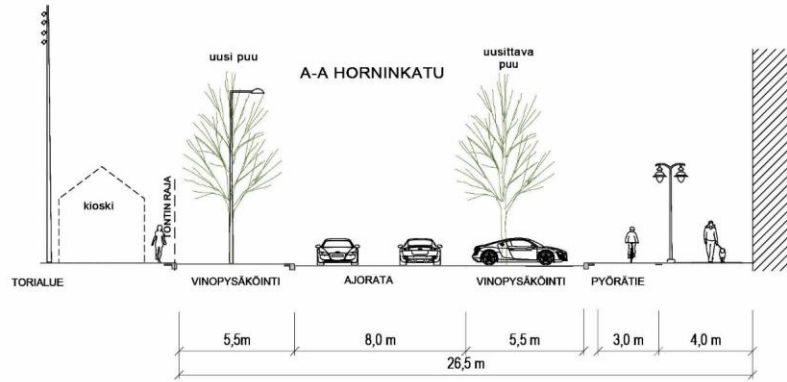 uusi puu
uusittava
puu
A-A HORNINKATU
kioski
TONTIN RAJA
TORIALUE
VINOPYSÄKÖINTI
AJORATA
VINOPYSÄKÖINTI
PYÖRÄTIE
5,5m
8,0 m
5,5 m
3,0 m
4,0 m
26,5 m